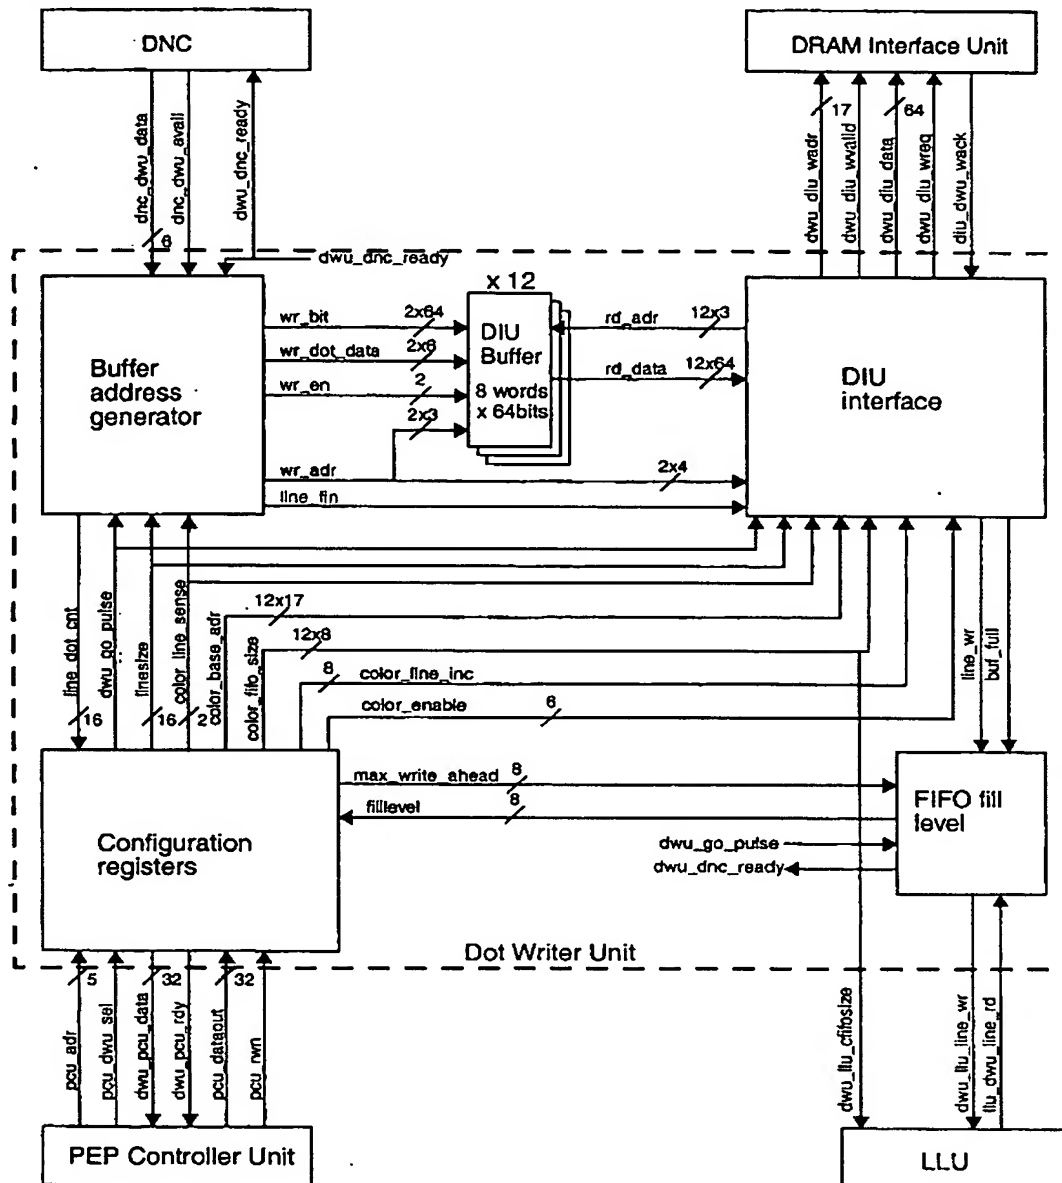 DNC
DRAM Interface Unit
dnc_dwu_data
dnc_dwu_avail
dwu_dnc_ready
6
dwu_diu_wadr
17
dwu_diu_wvalid
dwu_diu_data
64
dwu_diu_wreq
diu_dwu_wack
dwu_dnc_ready
x 12
Buffer
address
generator
wr_bit
2x64
wr_dot_data
2x6
wr_en
2
2x3
wr_adr
line_fin
DIU
Buffer
8 words
x 64bits
rd_adr
12x3
rd_data
12x64
2x4
DIU
interface
line_dot_cnt
16
dwu_go_pulse
linesize
16
color_line_sense
2
color_base_adr
12x17
color_fifo_size
12x8
8
color_line_inc
color_enable
6
line_wr
buf_full
Configuration
registers
max_write_ahead
8
filllevel
8
dwu_go_pulse
dwu_dnc_ready
FIFO fill
level
Dot Writer Unit
pcu_adr
5
pcu_dwu_sel
dwu_pcu_data
32
dwu_pcu_rdy
pcu_dataout
32
pcu_rwn
dwu_llu_cfifosize
dwu_llu_line_wr
llu_dwu_line_rd
PEP Controller Unit
LLU